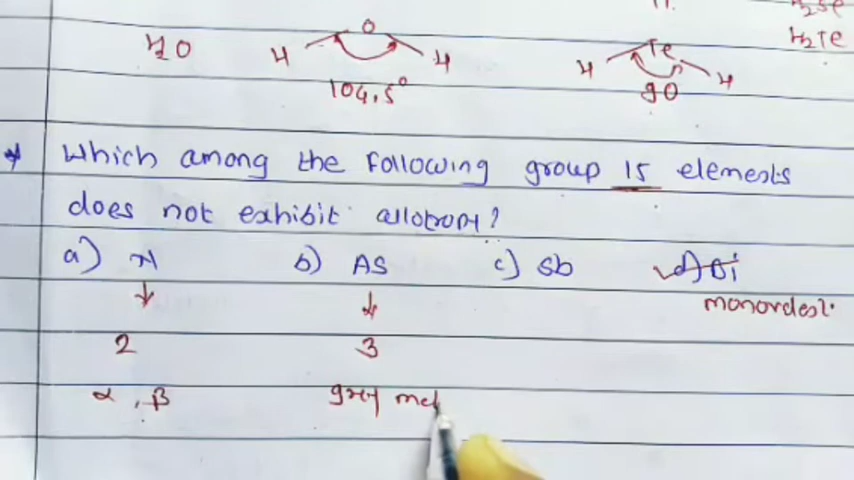 H₂Te
H₂O
O
H H
104.5°
Te
H H
90
* Which among the following group 15 elements
does not exhibit allotropy?
a) N b) AS c) Sb d) Bi
2 3
α, β grey met